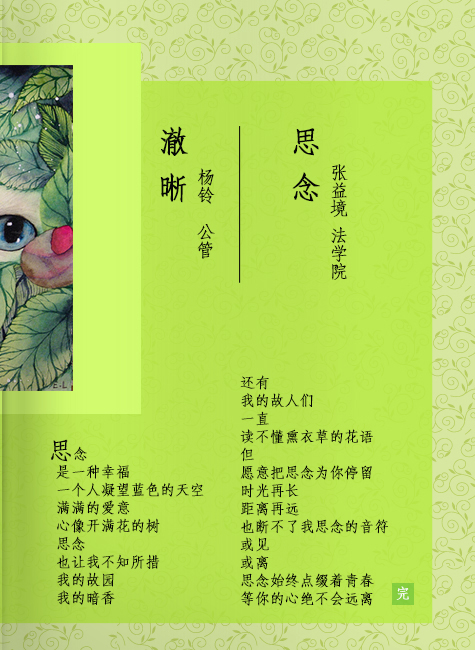 思念
张益境 法学院
澈晰
杨铃 公管
思念
是一种幸福
一个人凝望蓝色的天空
满满的爱意
心像开满花的树
思念
也让我不知所措
我的故园
我的暗香
还有
我的故人们
一直
读不懂熏衣草的花语
但
愿意把思念为你停留
时光再长
距离再远
也断不了我思念的音符
或见
或离
思念始终点缀着青春
等你的心绝不会远离
完